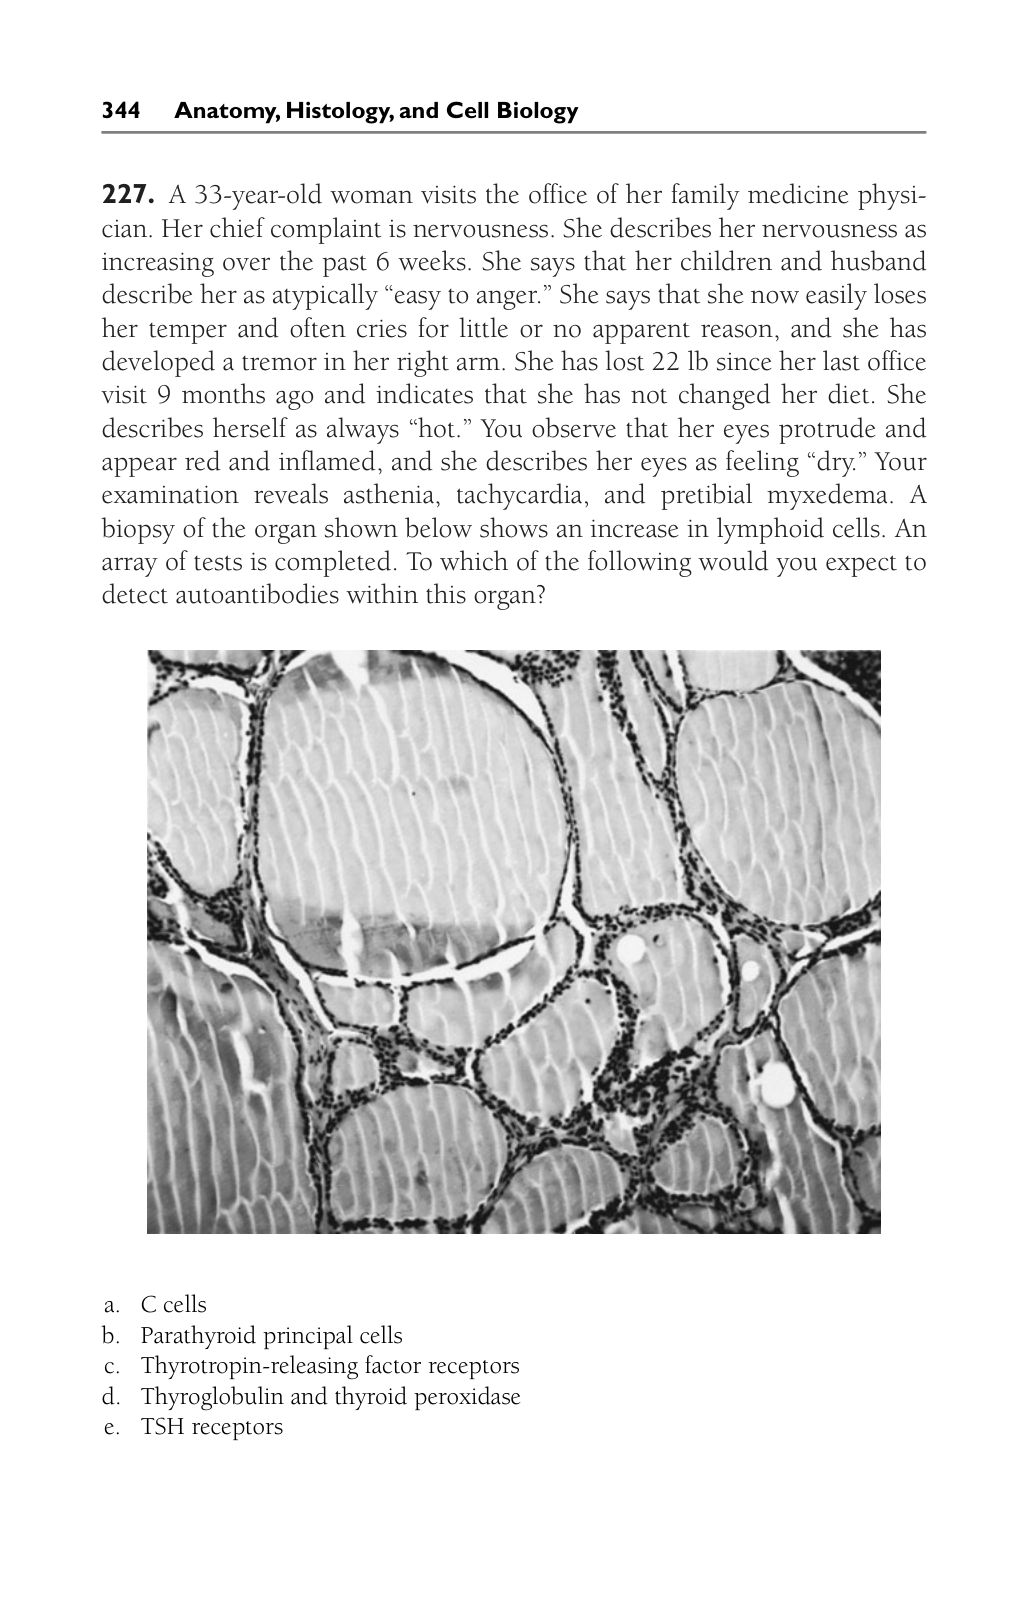 344 Anatomy, Histology, and Cell Biology
227. A 33-year-old woman visits the office of her family medicine physi-
cian. Her chief complaint is nervousness. She describes her nervousness as
increasing over the past 6 weeks. She says that her children and husband
describe her as atypically “easy to anger.” She says that she now easily loses
her temper and often cries for little or no apparent reason, and she has
developed a tremor in her right arm. She has lost 22 lb since her last office
visit 9 months ago and indicates that she has not changed her diet. She
describes herself as always “hot.” You observe that her eyes protrude and
appear red and inflamed, and she describes her eyes as feeling “dry.” Your
examination reveals asthenia, tachycardia, and pretibial myxedema. A
biopsy of the organ shown below shows an increase in lymphoid cells. An
array of tests is completed. To which of the following would you expect to
detect autoantibodies within this organ?
a. C cells
b. Parathyroid principal cells
c. Thyrotropin-releasing factor receptors
d. Thyroglobulin and thyroid peroxidase
e. TSH receptors